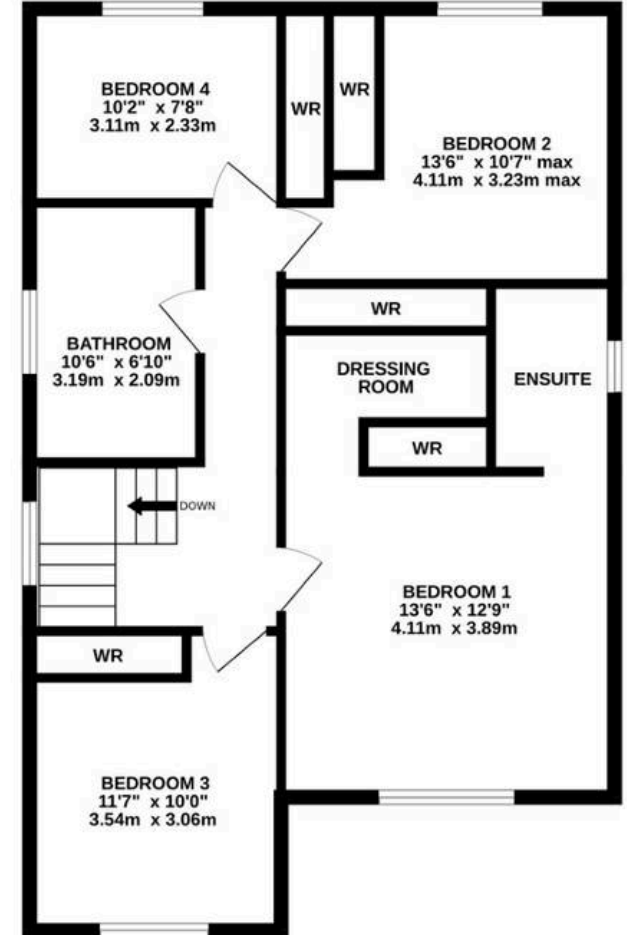 BEDROOM 4
10'2" x 7'8"
3.11m x 2.33m
WR
WR
BEDROOM 2
13'6" x 10'7" max
4.11m x 3.23m max
BATHROOM
10'6" x 6'10"
3.19m x 2.09m
WR
DRESSING
ROOM
ENSUITE
WR
DOWN
BEDROOM 1
13'6" x 12'9"
4.11m x 3.89m
WR
BEDROOM 3
11'7" x 10'0"
3.54m x 3.06m